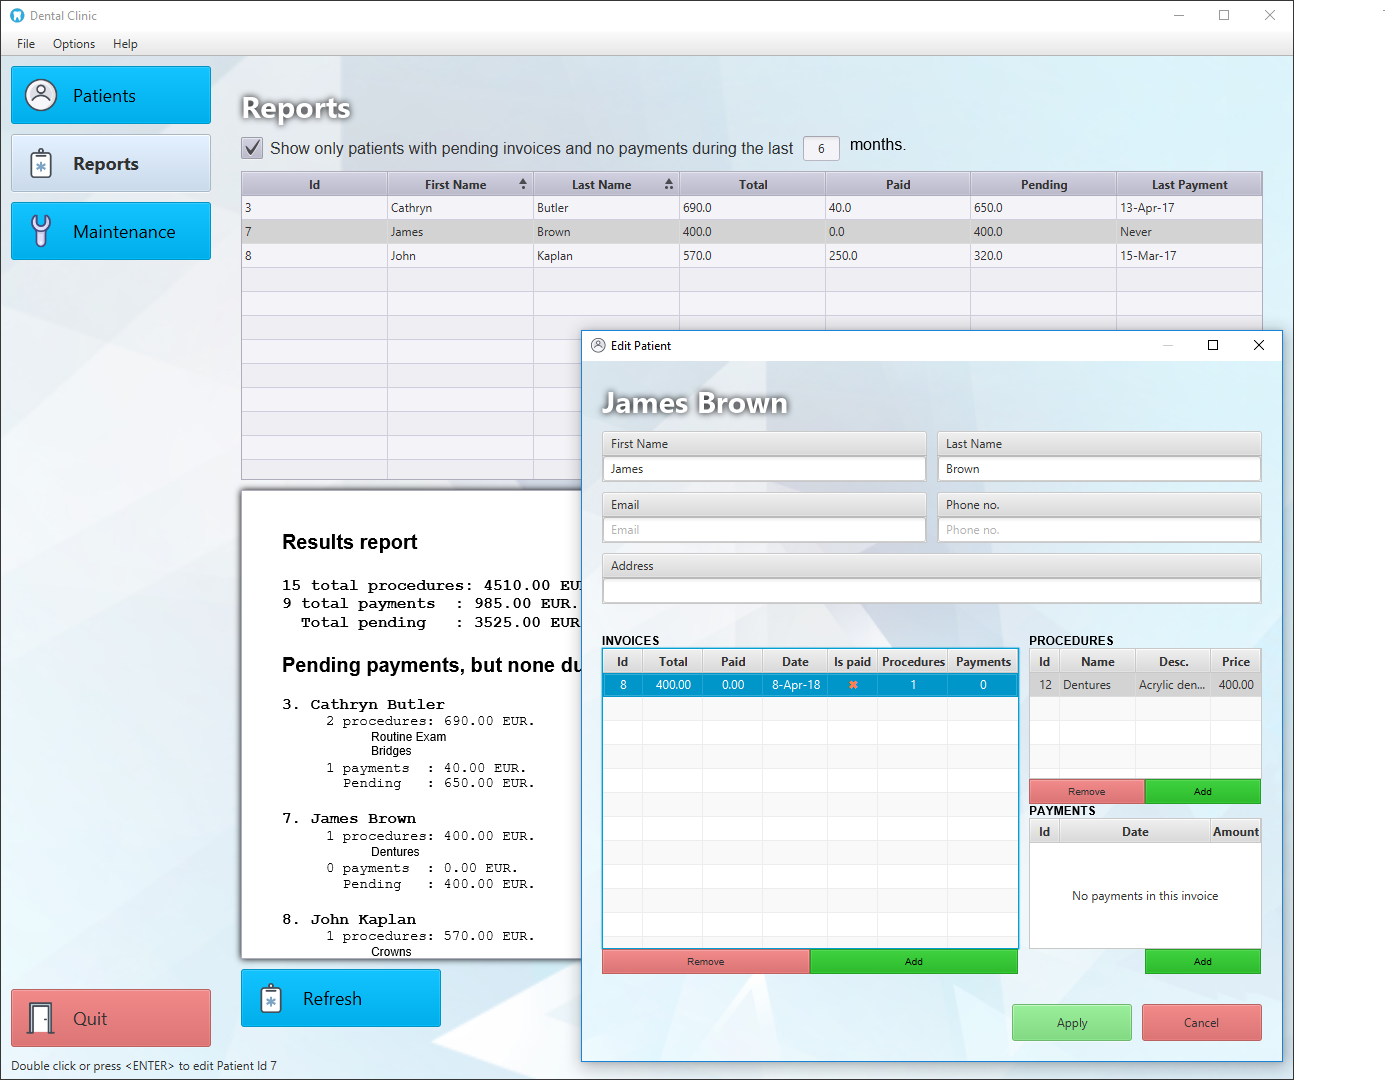 Dental Clinic
File Options Help
Patients
Reports
Maintenance
Quit
Reports
Show only patients with pending invoices and no payments during the last 6 months.
Id First Name Last Name Total Paid Pending Last Payment
3 Cathryn Butler 690.0 40.0 650.0 13-Apr-17
7 James Brown 400.0 0.0 400.0 Never
8 John Kaplan 570.0 250.0 320.0 15-Mar-17
Results report
15 total procedures: 4510.00 EU
9 total payments : 985.00 EUR.
Total pending : 3525.00 EUR
Pending payments, but none du
3. Cathryn Butler
2 procedures: 690.00 EUR.
Routine Exam
Bridges
1 payments : 40.00 EUR.
Pending : 650.00 EUR.
7. James Brown
1 procedures: 400.00 EUR.
Dentures
0 payments : 0.00 EUR.
Pending : 400.00 EUR.
8. John Kaplan
1 procedures: 570.00 EUR.
Crowns
Refresh
Double click or press <ENTER> to edit Patient Id 7
Edit Patient
James Brown
First Name Last Name
James Brown
Email Phone no.
Email Phone no.
Address
INVOICES
Id Total Paid Date Is paid Procedures Payments
8 400.00 0.00 8-Apr-18 1 0
Remove Add
PROCEDURES
Id Name Desc. Price
12 Dentures Acrylic den... 400.00
Remove Add
PAYMENTS
Id Date Amount
No payments in this invoice
Add
Apply Cancel